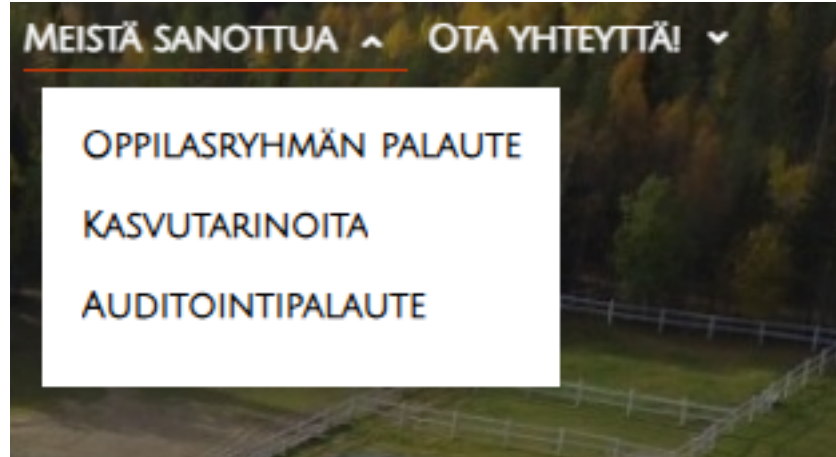 Meistä sanottua Ota yhteyttä!
Oppilasryhmän palaute
Kasvutarinoita
Auditointipalaute